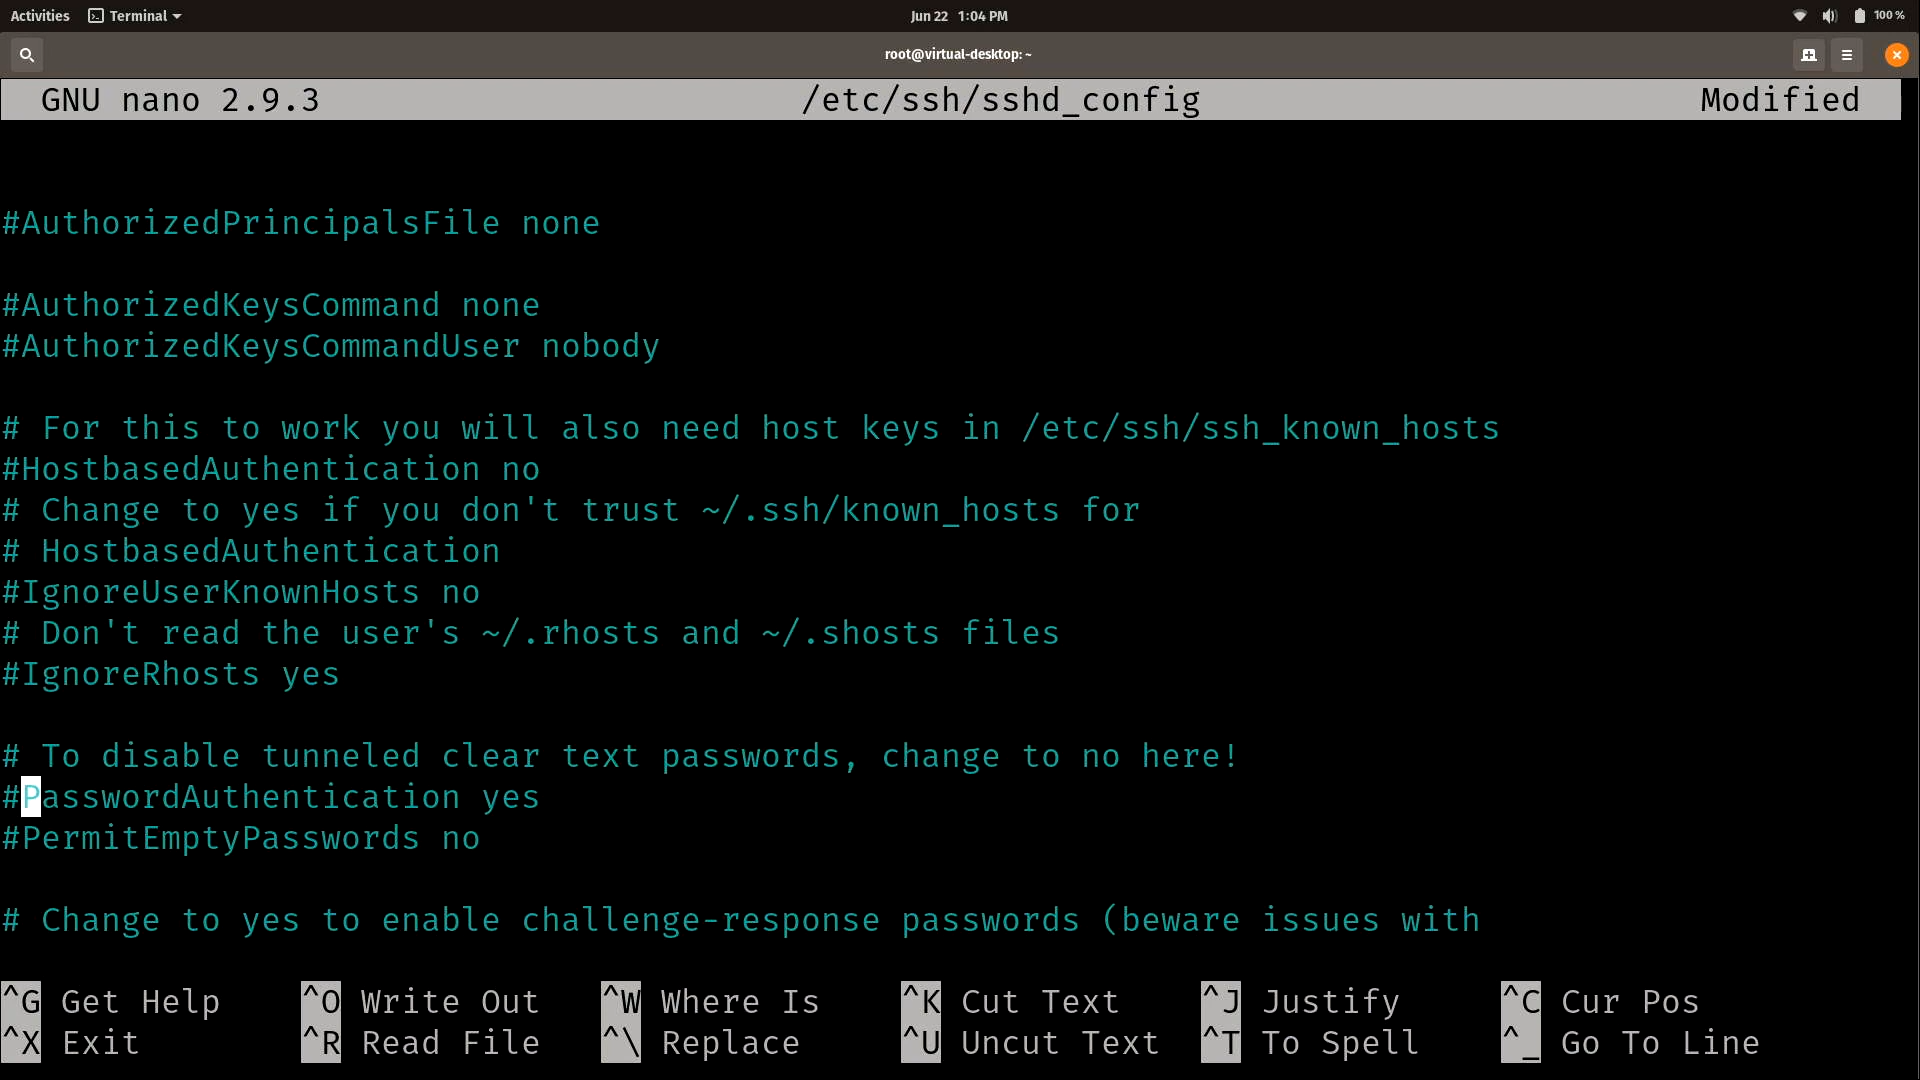 Activities Terminal Jun 22 1:04 PM 100 %
root@virtual-desktop: ~
GNU nano 2.9.3 /etc/ssh/sshd_config Modified
#AuthorizedPrincipalsFile none
#AuthorizedKeysCommand none
#AuthorizedKeysCommandUser nobody
# For this to work you will also need host keys in /etc/ssh/ssh_known_hosts
#HostbasedAuthentication no
# Change to yes if you don't trust ~/.ssh/known_hosts for
# HostbasedAuthentication
#IgnoreUserKnownHosts no
# Don't read the user's ~/.rhosts and ~/.shosts files
#IgnoreRhosts yes
# To disable tunneled clear text passwords, change to no here!
#PasswordAuthentication yes
#PermitEmptyPasswords no
# Change to yes to enable challenge-response passwords (beware issues with
^G Get Help ^O Write Out ^W Where Is ^K Cut Text ^J Justify ^C Cur Pos
^X Exit ^R Read File ^\ Replace ^U Uncut Text ^T To Spell ^_ Go To Line